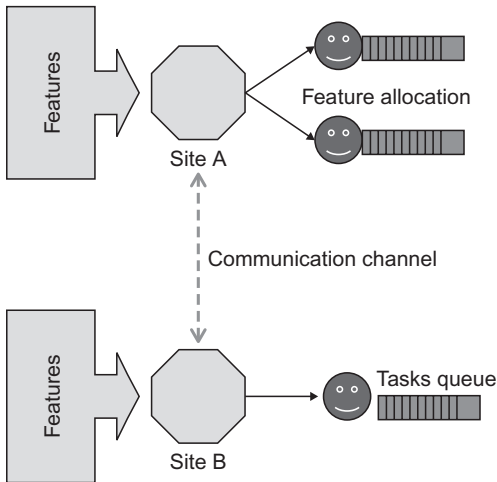 Features
Feature allocation
Site A
Communication channel
Features
Tasks queue
Site B